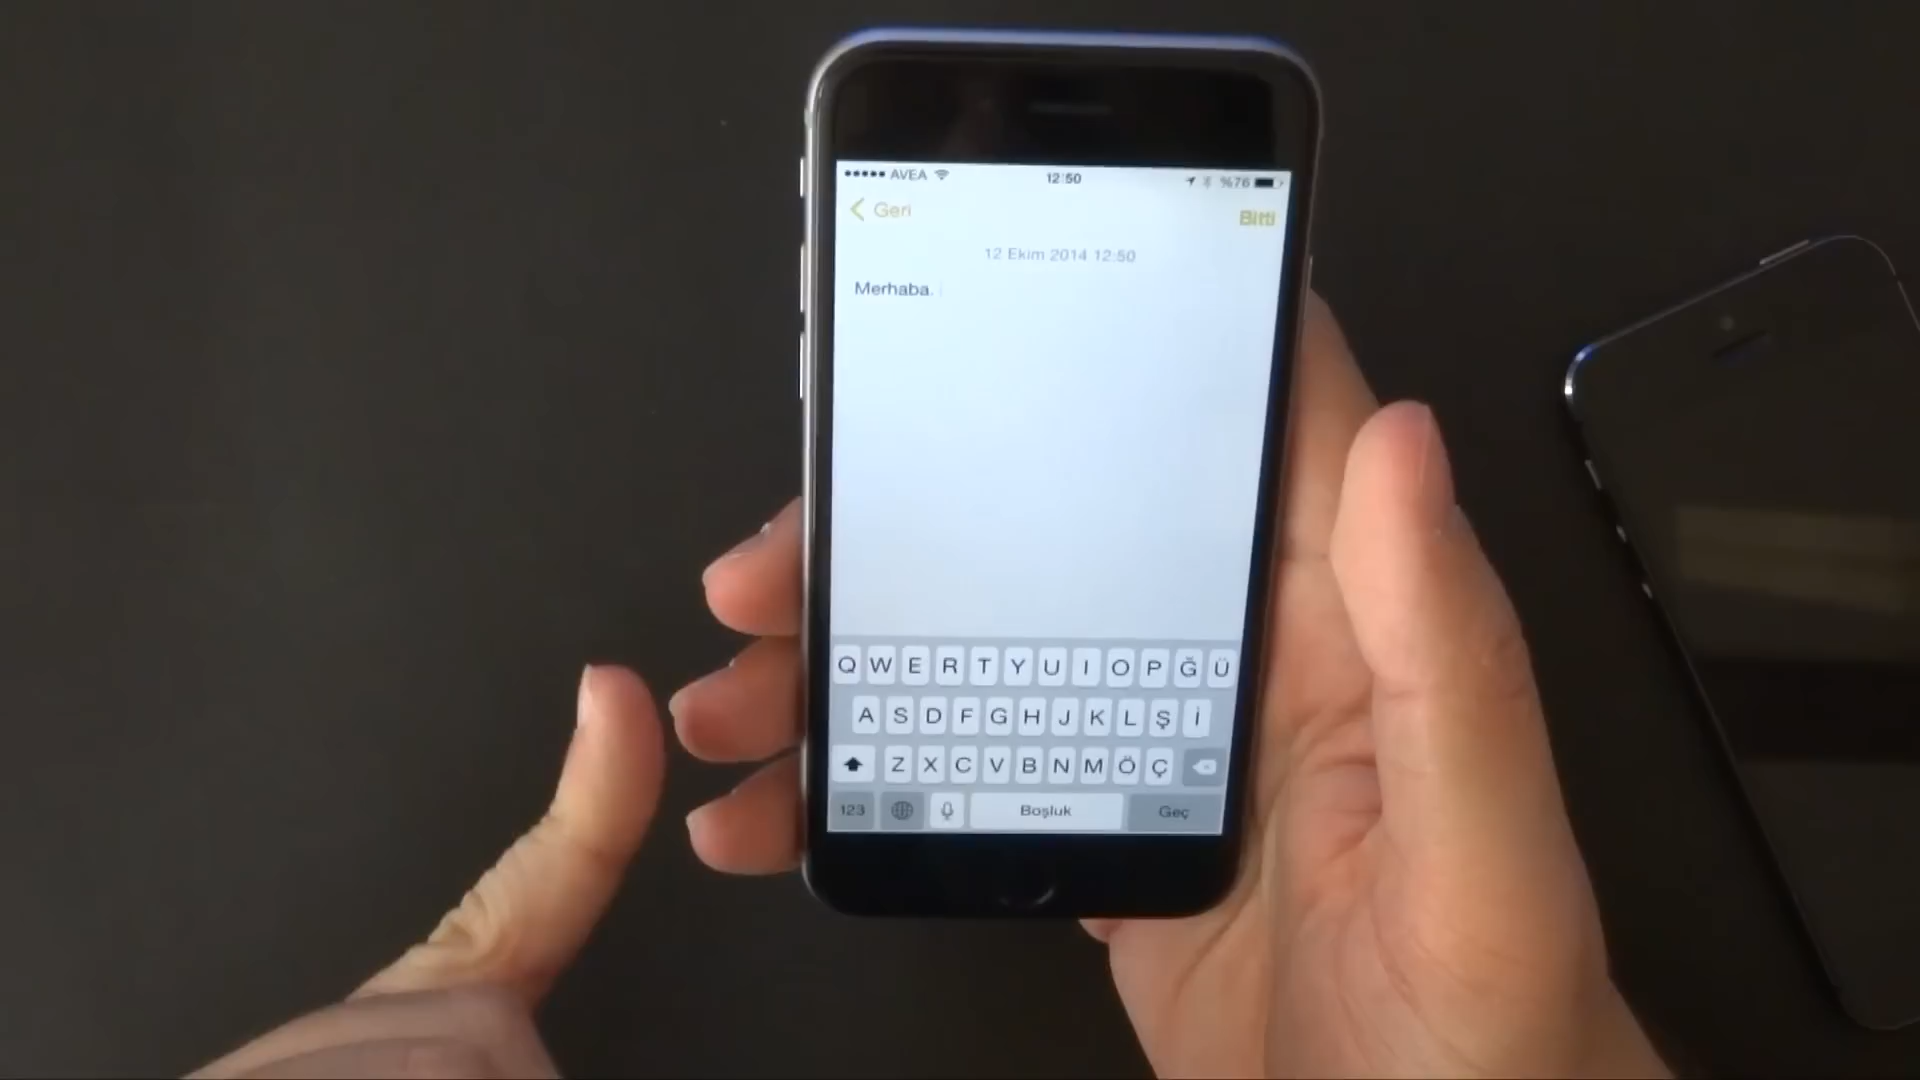 AVEA 12:50 %76
Geri Bitti
12 Ekim 2014 12:50
Merhaba.
Q W E R T Y U I O P Ğ Ü
A S D F G H J K L Ş İ
Z X C V B N M Ö Ç
123 Boşluk Geç